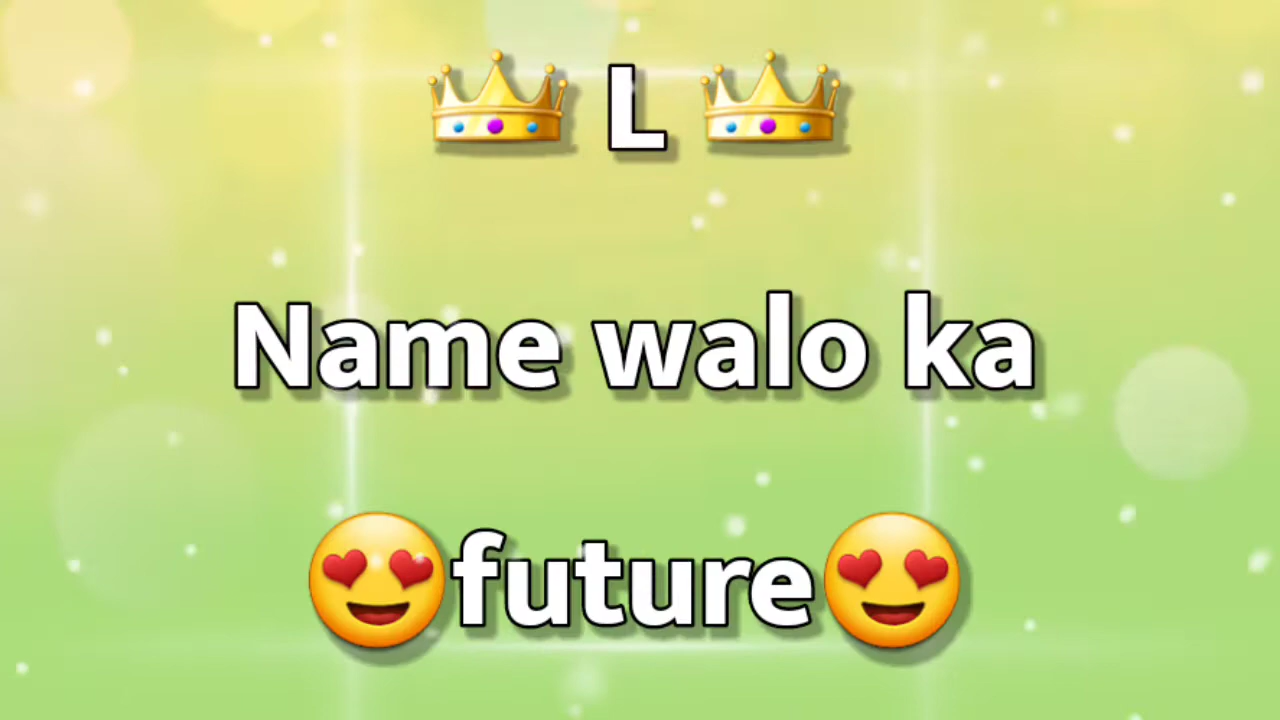 👑 L 👑
Name walo ka
😍future😍